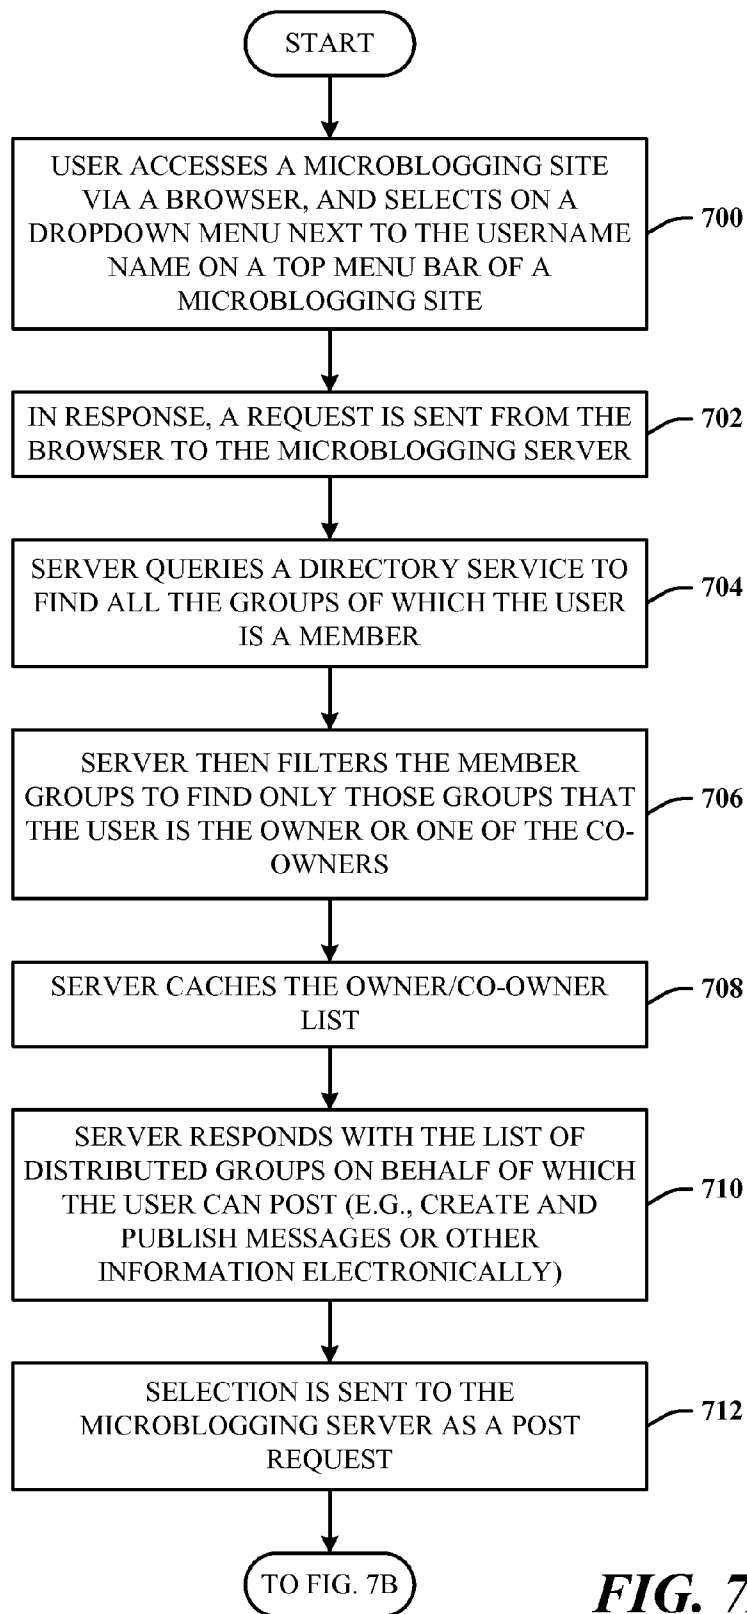 START
USER ACCESSES A MICROBLOGGING SITE
VIA A BROWSER, AND SELECTS ON A
DROPDOWN MENU NEXT TO THE USERNAME
NAME ON A TOP MENU BAR OF A
MICROBLOGGING SITE
700
IN RESPONSE, A REQUEST IS SENT FROM THE
BROWSER TO THE MICROBLOGGING SERVER
702
SERVER QUERIES A DIRECTORY SERVICE TO
FIND ALL THE GROUPS OF WHICH THE USER
IS A MEMBER
704
SERVER THEN FILTERS THE MEMBER
GROUPS TO FIND ONLY THOSE GROUPS THAT
THE USER IS THE OWNER OR ONE OF THE CO-
OWNERS
706
SERVER CACHES THE OWNER/CO-OWNER
LIST
708
SERVER RESPONDS WITH THE LIST OF
DISTRIBUTED GROUPS ON BEHALF OF WHICH
THE USER CAN POST (E.G., CREATE AND
PUBLISH MESSAGES OR OTHER
INFORMATION ELECTRONICALLY)
710
SELECTION IS SENT TO THE
MICROBLOGGING SERVER AS A POST
REQUEST
712
TO FIG. 7B
FIG. 7